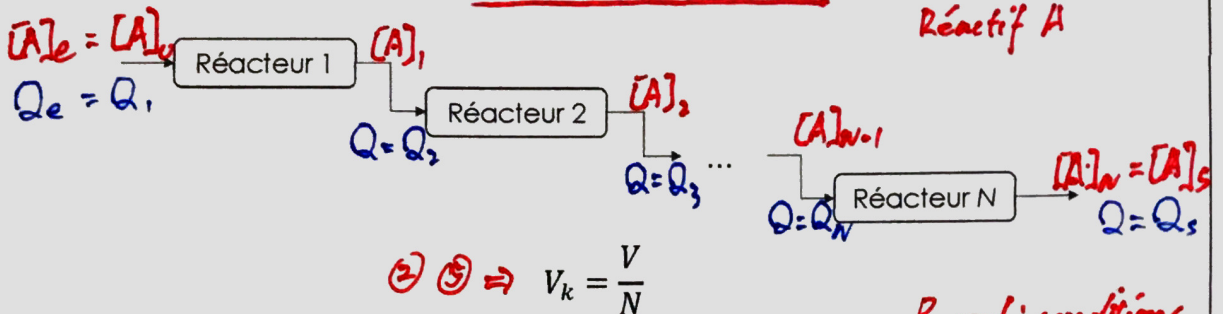 Réactif A
[A]e = [A]0
Réacteur 1
[A]1
Qe = Q1
Réacteur 2
[A]2
Q = Q2
[A]N-1
Q = Q3
...
[A]N = [A]s
Réacteur N
Q = QN
Q = Qs
② ⑤ ⇒ Vk = V/N